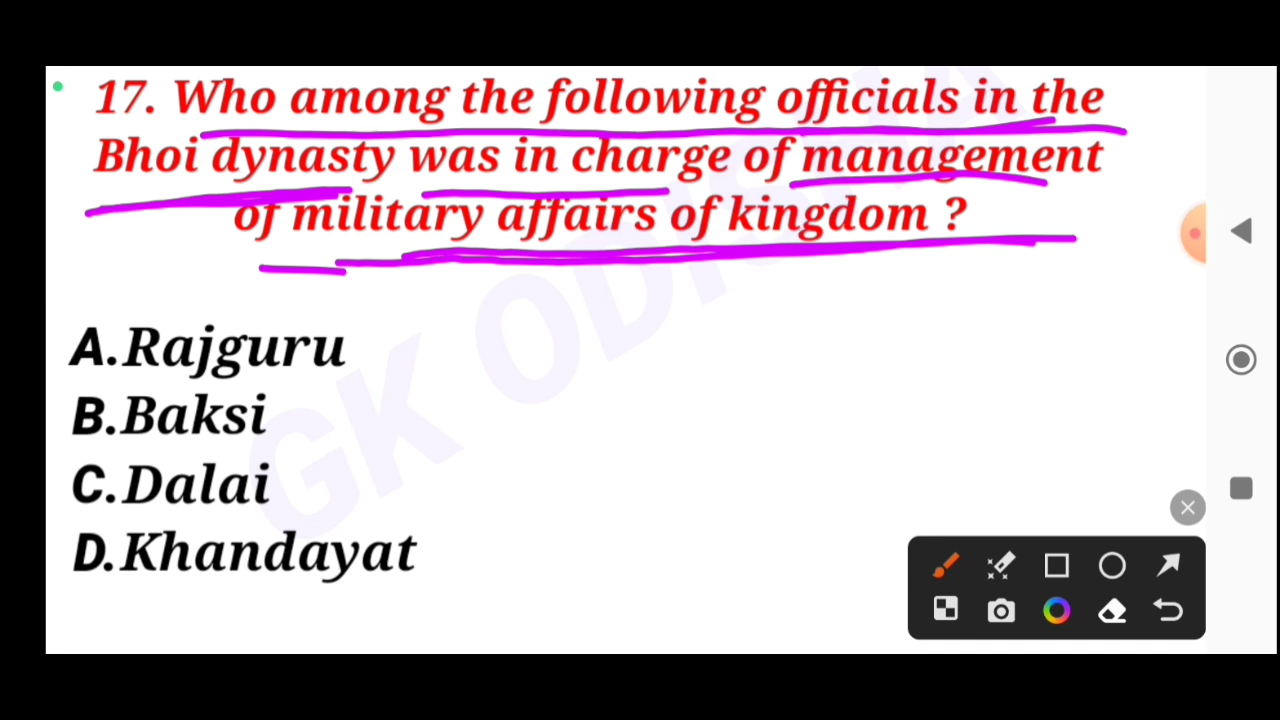 17. Who among the following officials in the
Bhoi dynasty was in charge of management
of military affairs of kingdom ?
A.Rajguru
B.Baksi
C.Dalai
D.Khandayat
GK ODISHA